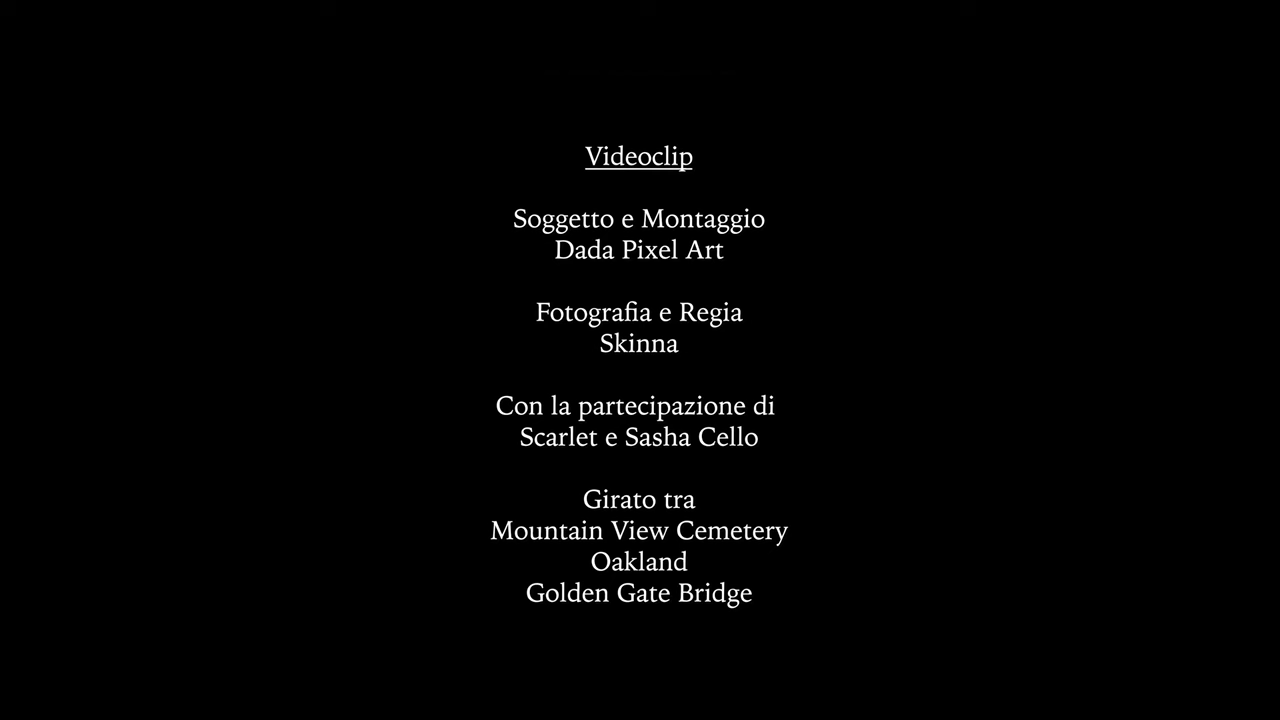 Videoclip
Soggetto e Montaggio
Dada Pixel Art
Fotografia e Regia
Skinna
Con la partecipazione di
Scarlet e Sasha Cello
Girato tra
Mountain View Cemetery
Oakland
Golden Gate Bridge